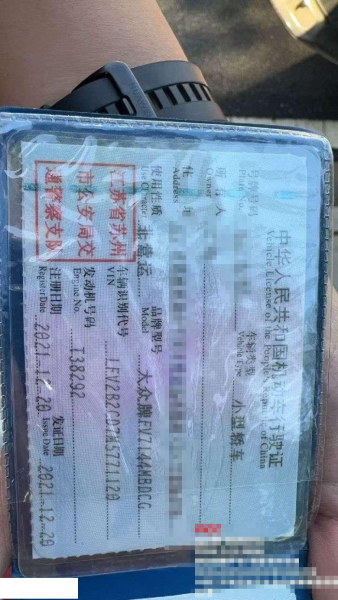 中华人民共和国机动车行驶证
Vehicle License of the People's Republic of China
号牌号码
Plate No.
车辆类型
Vehicle Type
小型轿车
所有人
Owner
住址
Address
使用性质
Use Character
非营运
品牌型号
Model
大众牌FV7144MBDCG
江苏省苏州
市公安局交
通警察支队
车辆识别代号
VIN
发动机号码
Engine No.
T38292
注册日期
Register Date
2021-12-20
发证日期
Issue Date
2021-12-20